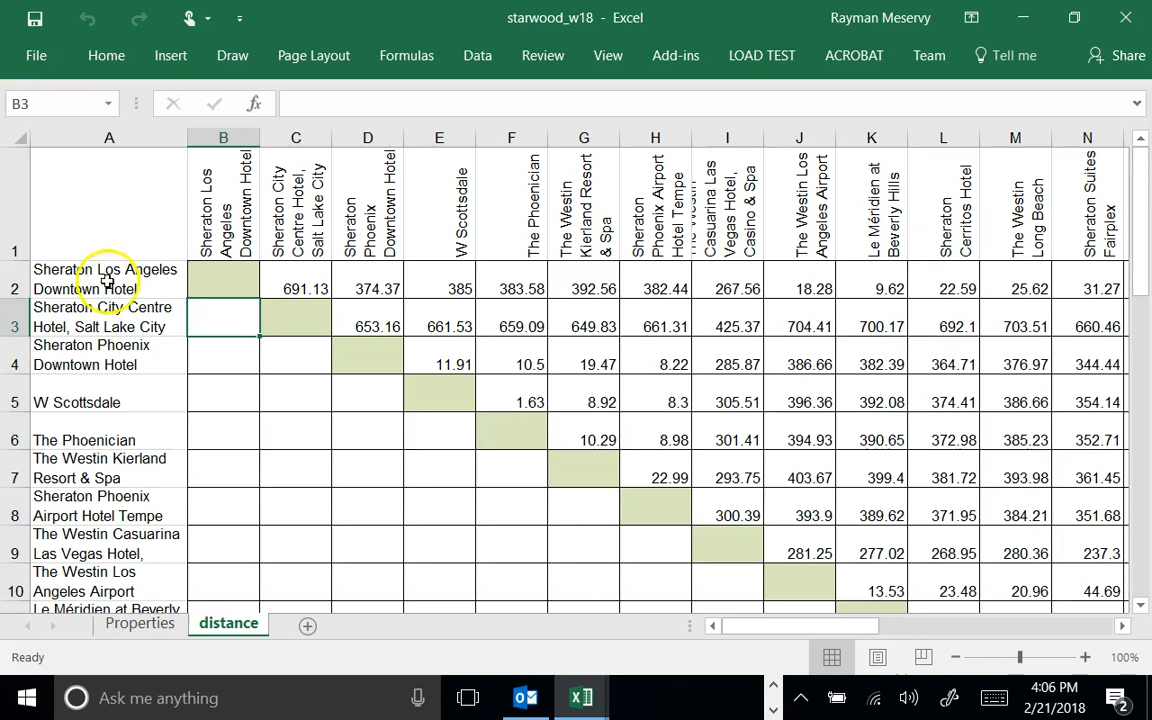 starwood_w18 - Excel
Rayman Meservy
File
Home
Insert
Draw
Page Layout
Formulas
Data
Review
View
Add-ins
LOAD TEST
ACROBAT
Team
Tell me
Share
B3
fx
A B C D E F G H I J K L M N
1
Sheraton Los
Angeles
Downtown Hotel
Sheraton City
Centre Hotel,
Salt Lake City
Sheraton
Phoenix
Downtown Hotel
W Scottsdale
The Phoenician
The Westin
Kierland Resort
& Spa
Sheraton
Phoenix Airport
Hotel Tempe
Casuarina Las
Vegas Hotel,
Casino & Spa
The Westin Los
Angeles Airport
Le Méridien at
Beverly Hills
Sheraton
Cerritos Hotel
The Westin
Long Beach
Sheraton Suites
Fairplex
Sheraton Los Angeles
2 Downtown Hotel 691.13 374.37 385 383.58 392.56 382.44 267.56 18.28 9.62 22.59 25.62 31.27
Sheraton City Centre
3 Hotel, Salt Lake City 653.16 661.53 659.09 649.83 661.31 425.37 704.41 700.17 692.1 703.51 660.46
Sheraton Phoenix
4 Downtown Hotel 11.91 10.5 19.47 8.22 285.87 386.66 382.39 364.71 376.97 344.44
5 W Scottsdale 1.63 8.92 8.3 305.51 396.36 392.08 374.41 386.66 354.14
6 The Phoenician 10.29 8.98 301.41 394.93 390.65 372.98 385.23 352.71
The Westin Kierland
7 Resort & Spa 22.99 293.75 403.67 399.4 381.72 393.98 361.45
Sheraton Phoenix
8 Airport Hotel Tempe 300.39 393.9 389.62 371.95 384.21 351.68
The Westin Casuarina
9 Las Vegas Hotel, 281.25 277.02 268.95 280.36 237.3
The Westin Los
10 Angeles Airport 13.53 23.48 20.96 44.69
Le Méridien at Beverly
Properties
distance
Ready
100%
Ask me anything
4:06 PM
2/21/2018
2